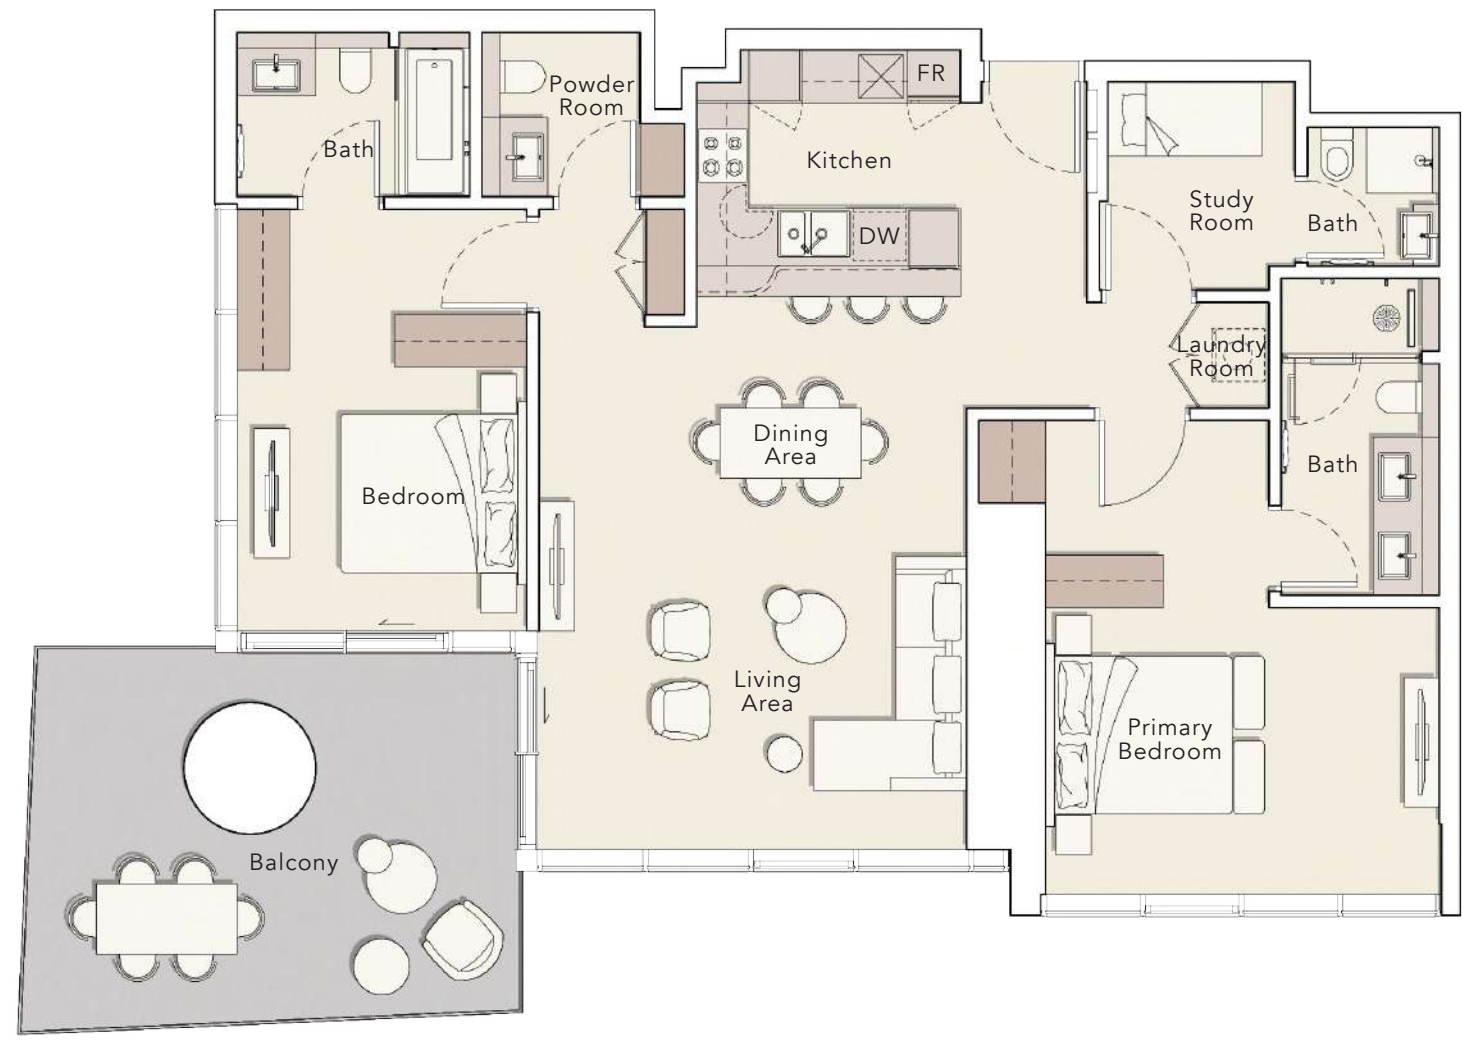 FR
Powder
Room
Bath
Kitchen
Study
Room
Bath
DW
Laundry
Room
Dining
Area
Bath
Bedroom
Living
Area
Primary
Bedroom
Balcony